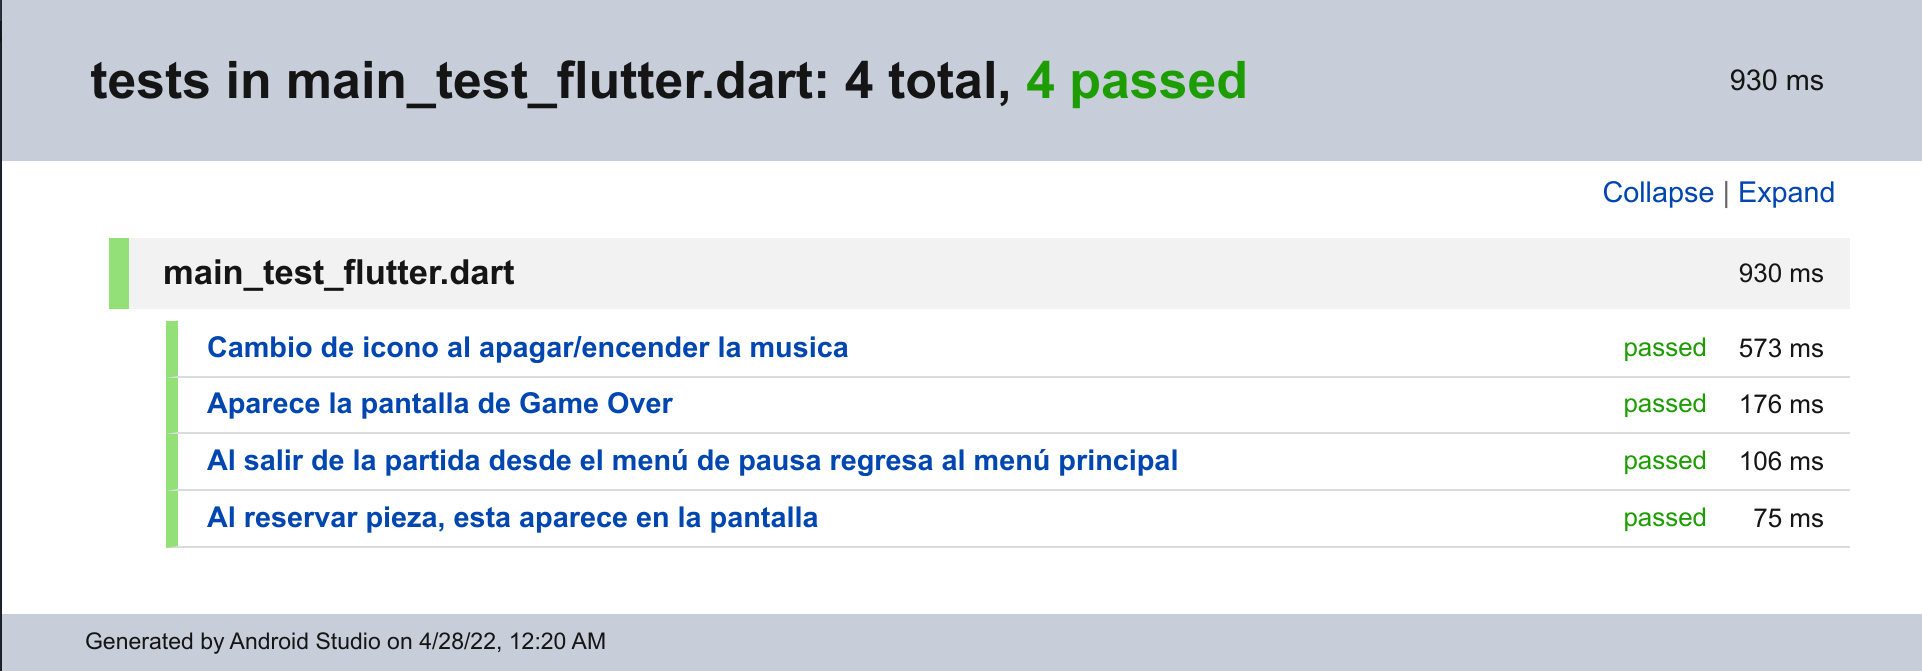 tests in main_test_flutter.dart: 4 total, 4 passed 930 ms
Collapse | Expand
main_test_flutter.dart 930 ms
Cambio de icono al apagar/encender la musica passed 573 ms
Aparece la pantalla de Game Over passed 176 ms
Al salir de la partida desde el menú de pausa regresa al menú principal passed 106 ms
Al reservar pieza, esta aparece en la pantalla passed 75 ms
Generated by Android Studio on 4/28/22, 12:20 AM